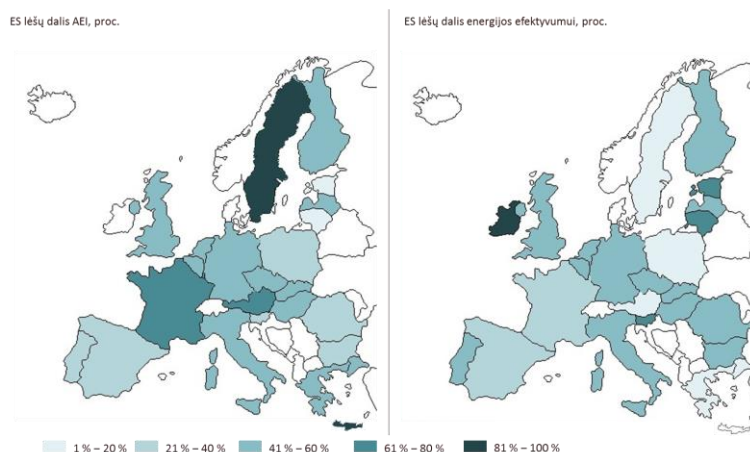 ES lėšų dalis AEI, proc.
ES lėšų dalis energijos efektyvumui, proc.
1 % – 20 % 21 % – 40 % 41 % – 60 % 61 % – 80 % 81 % – 100 %